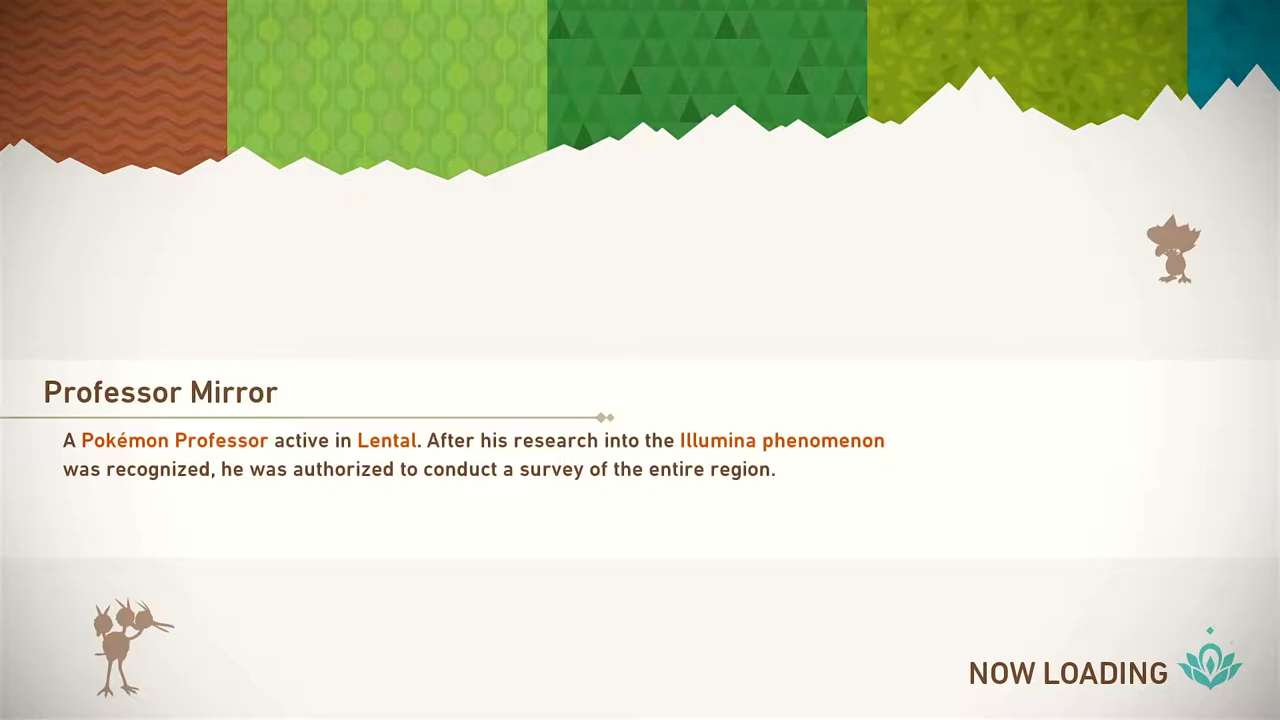 Professor Mirror
A Pokémon Professor active in Lental. After his research into the Illumina phenomenon
was recognized, he was authorized to conduct a survey of the entire region.
NOW LOADING